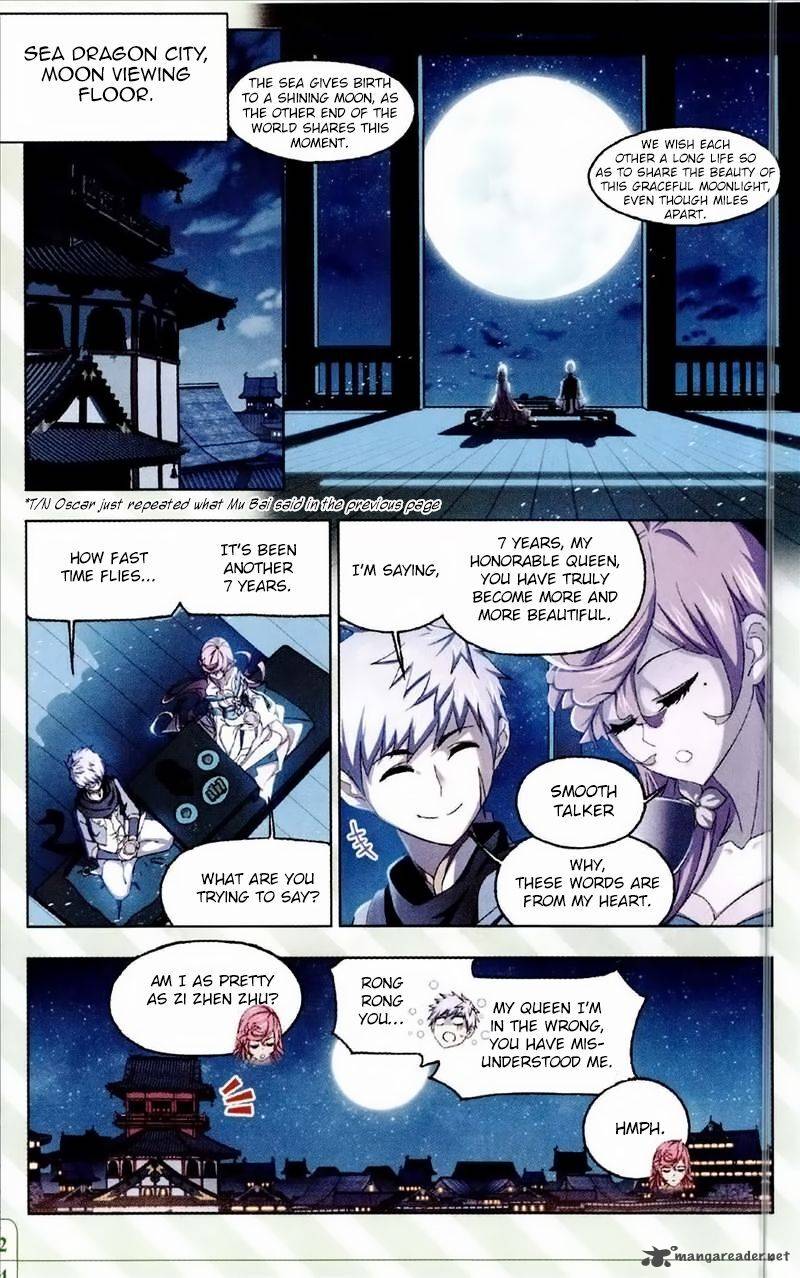 SEA DRAGON CITY,
MOON VIEWING
FLOOR.
THE SEA GIVES BIRTH
TO A SHINING MOON, AS
THE OTHER END OF THE
WORLD SHARES THIS
MOMENT.
WE WISH EACH
OTHER A LONG LIFE SO
AS TO SHARE THE BEAUTY OF
THIS GRACEFUL MOONLIGHT,
EVEN THOUGH MILES
APART.
*T/N Oscar just repeated what Mu Bai said in the previous page
HOW FAST
TIME FLIES...
IT'S BEEN
ANOTHER
7 YEARS.
WHAT ARE YOU
TRYING TO SAY?
I'M SAYING,
7 YEARS, MY
HONORABLE QUEEN,
YOU HAVE TRULY
BECOME MORE AND
MORE BEAUTIFUL.
SMOOTH
TALKER
WHY,
THESE WORDS ARE
FROM MY HEART.
AM I AS PRETTY
AS ZI ZHEN ZHU?
RONG
RONG
YOU...
MY QUEEN I'M
IN THE WRONG,
YOU HAVE MIS-
UNDERSTOOD ME.
HMPH.
2
mangareader.net